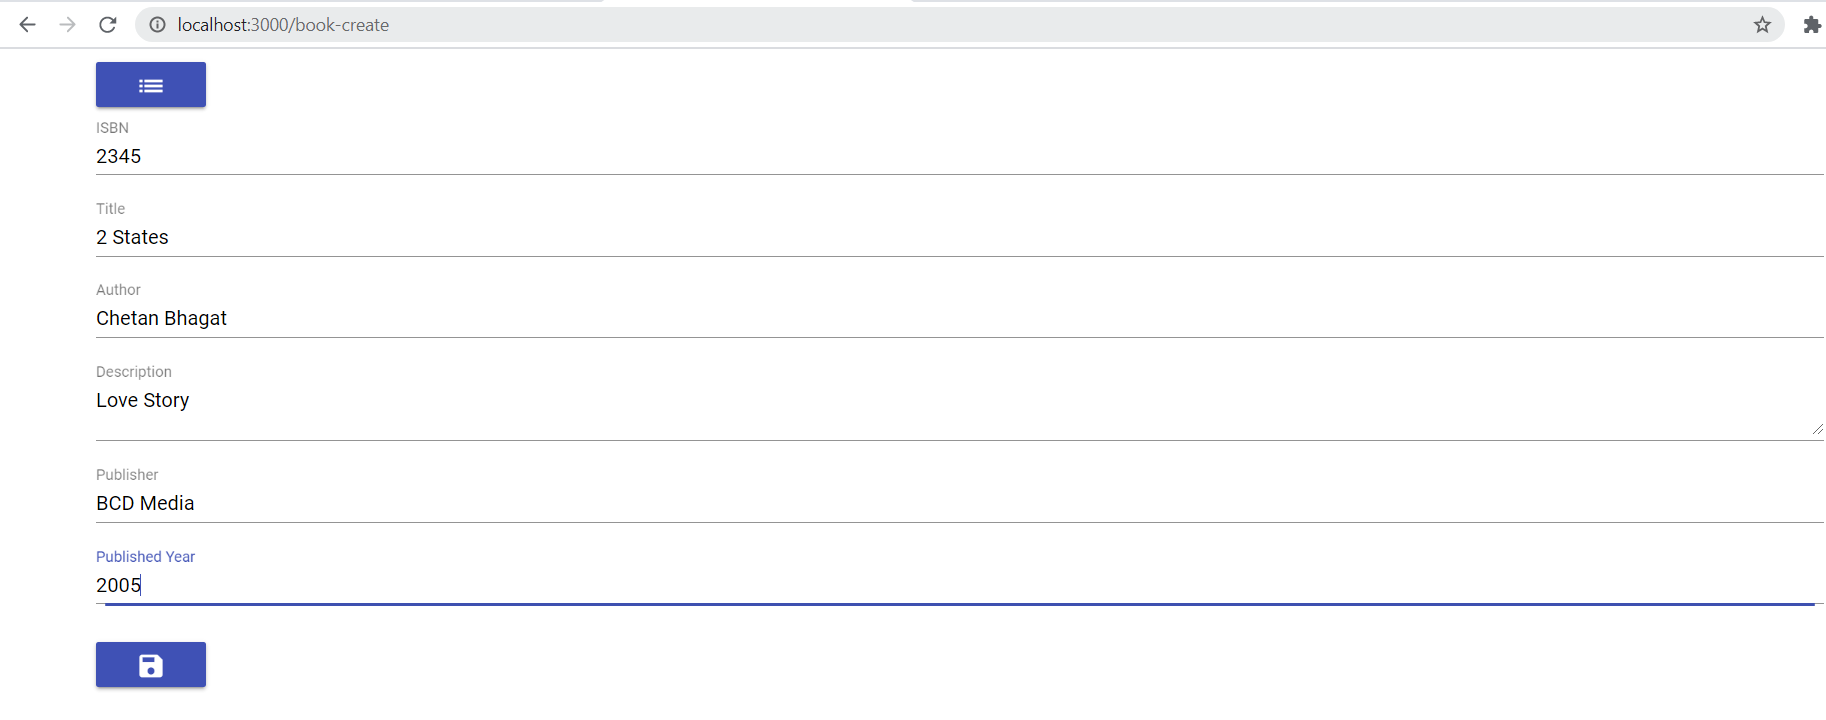 localhost:3000/book-create
ISBN
2345
Title
2 States
Author
Chetan Bhagat
Description
Love Story
Publisher
BCD Media
Published Year
2005